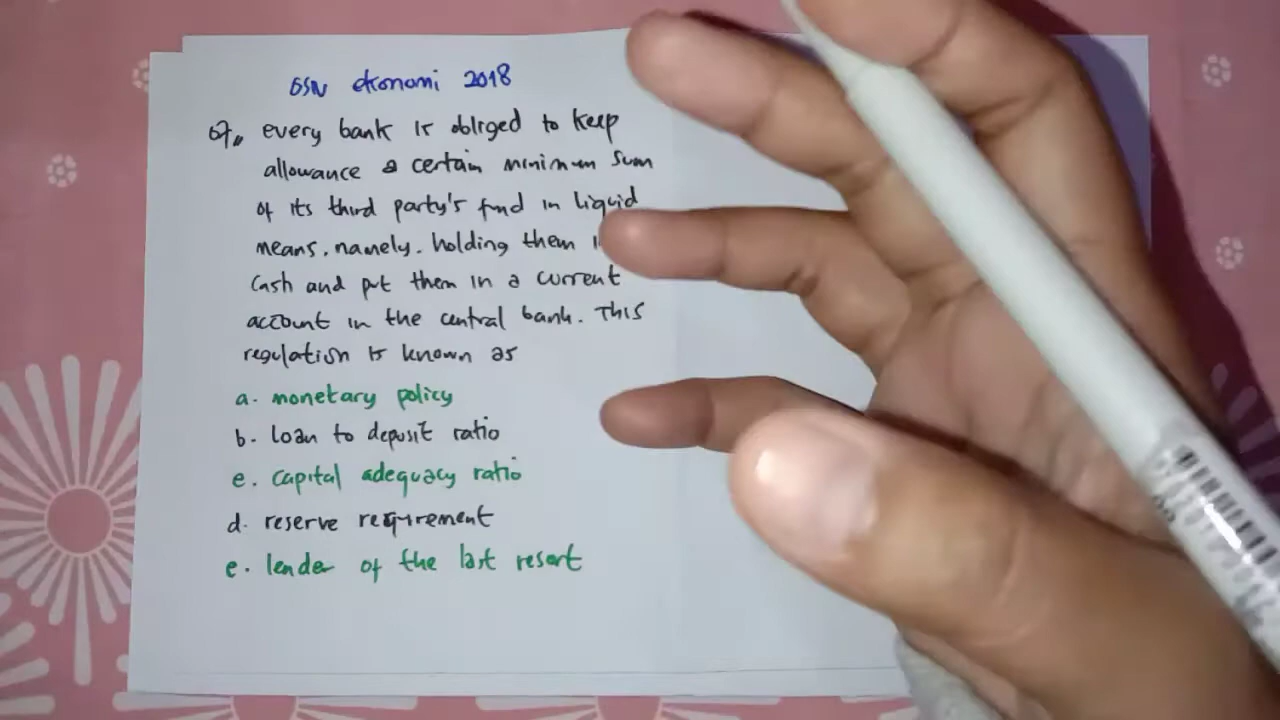 OSN ekonomi 2018
07,, every bank is obliged to keep
allowance a certain minimum sum
of its third party's fund in liquid
means, namely. holding them
cash and put them in a current
account in the central bank. This
regulation is known as
a. monetary policy
b. loan to deposit ratio
e. capital adequacy ratio
d. reserve requirement
e. lender of the last resort